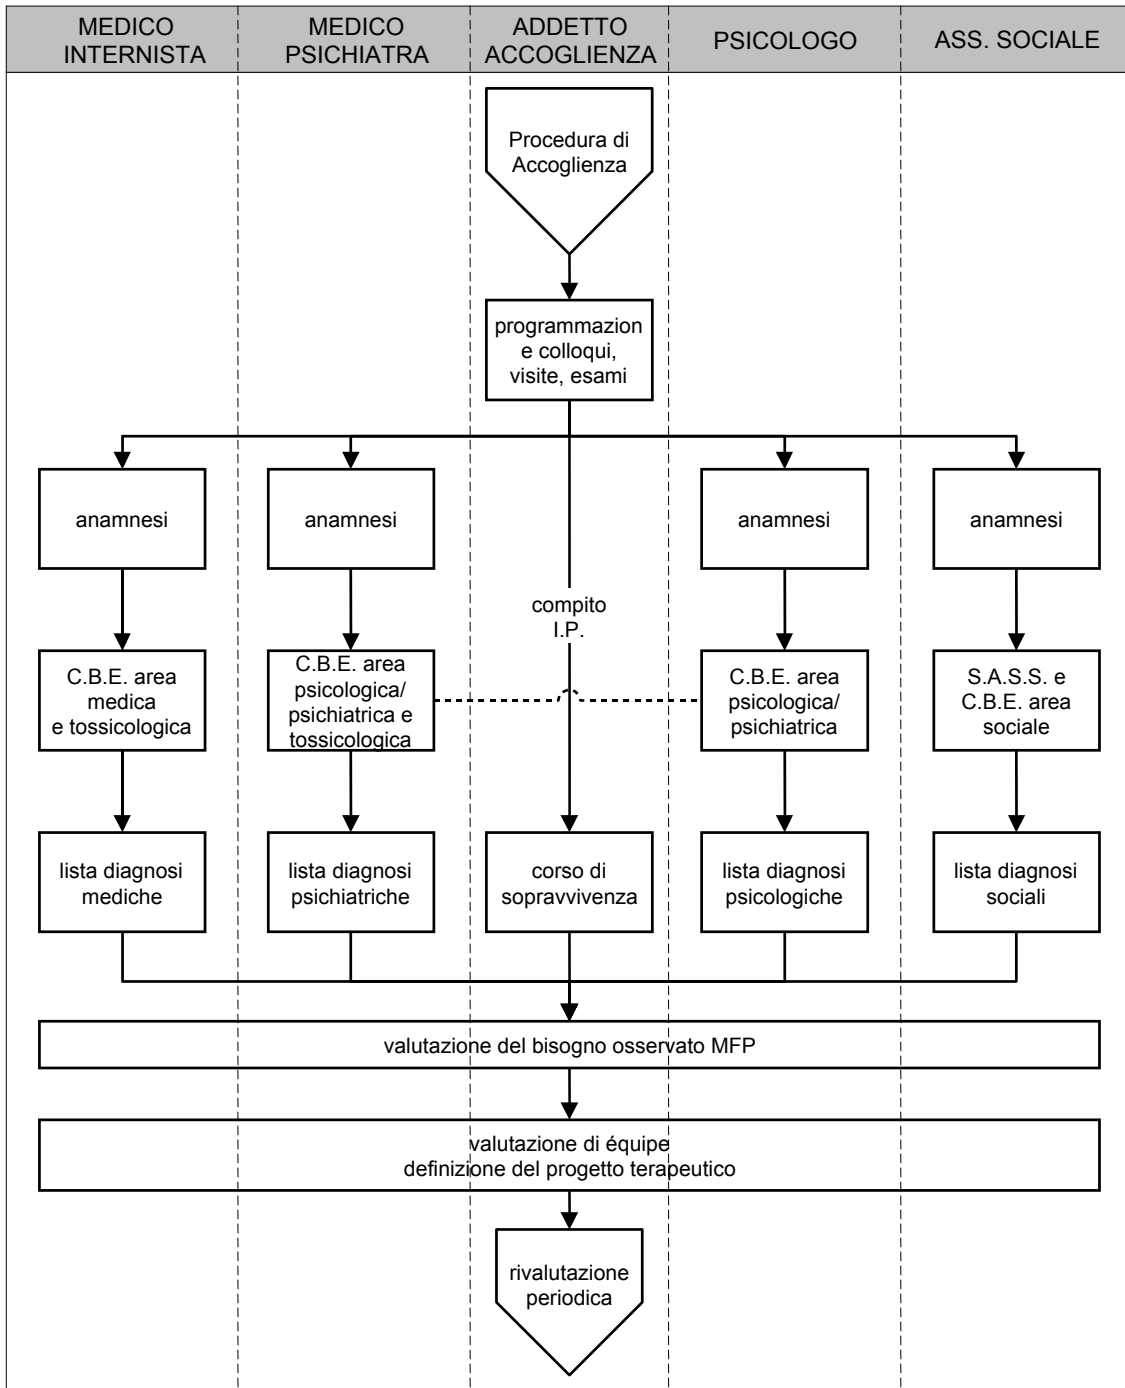 MEDICO
INTERNISTA
MEDICO
PSICHIATRA
ADDETTO
ACCOGLIENZA
PSICOLOGO
ASS. SOCIALE
Procedura di
Accoglienza
programmazion
e colloqui,
visite, esami
anamnesi
anamnesi
anamnesi
anamnesi
compito
I.P.
C.B.E. area
medica
e tossicologica
C.B.E. area
psicologica/
psichiatrica e
tossicologica
C.B.E. area
psicologica/
psichiatrica
S.A.S.S. e
C.B.E. area
sociale
lista diagnosi
mediche
lista diagnosi
psichiatriche
corso di
sopravvivenza
lista diagnosi
psicologiche
lista diagnosi
sociali
valutazione del bisogno osservato MFP
valutazione di équipe
definizione del progetto terapeutico
rivalutazione
periodica